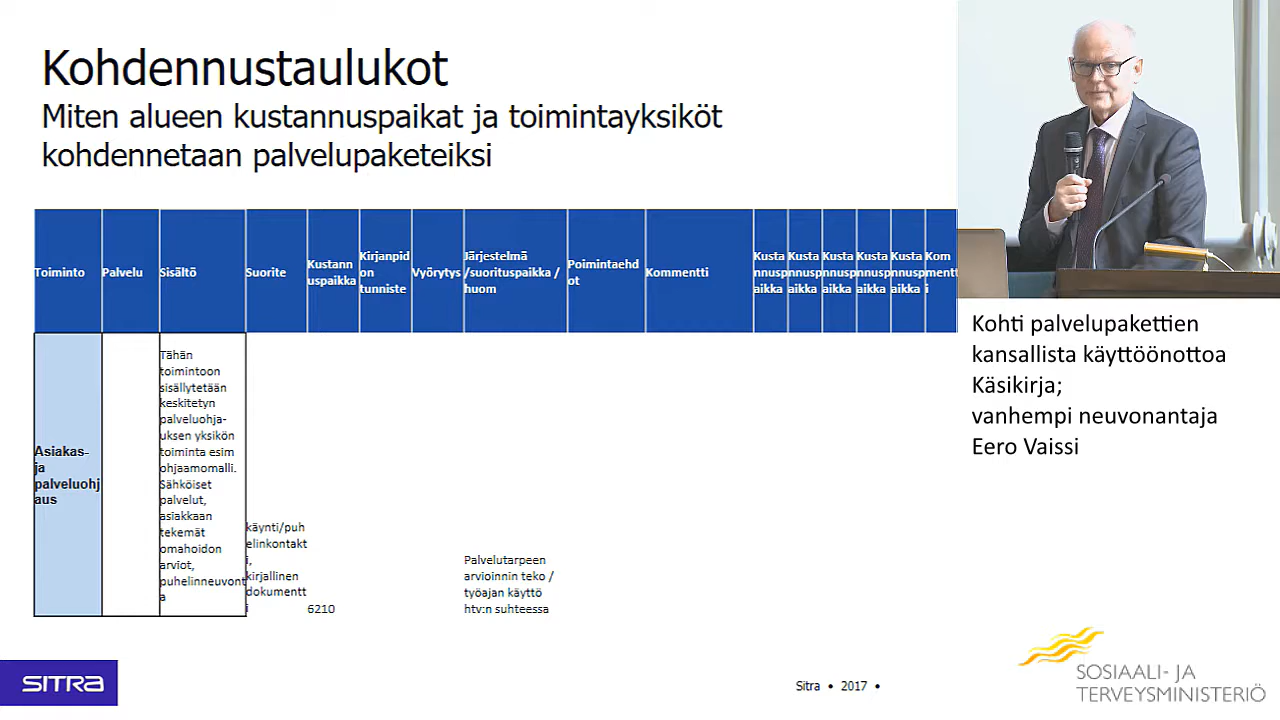 Kohdennustaulukot
Miten alueen kustannuspaikat ja toimintayksiköt
kohdennetaan palvelupaketeiksi
Toiminto
Palvelu
Sisältö
Suorite
Kustann
uspaikka
Kirjanpid
on
tunniste
Vyörytys
Järjestelmä
/suorituspaikka /
huom
Poimintaehd
ot
Kommentti
Kusta
nnusp
aikka
Kusta
nnusp
aikka
Kusta
nnusp
aikka
Kusta
nnusp
aikka
Kusta
nnusp
aikka
Kom
mentt
i
Asiakas-
ja
palveluohj
aus
Tähän
toimintoon
sisällytetään
keskitetyn
palveluohja-
uksen yksikön
toiminta esim
ohjaamomalli.
Sähköiset
palvelut,
asiakkaan
tekemät
omahoidon
arviot,
puhelinneuvont
a
käynti/puh
elinkontakt
i,
kirjallinen
dokumentt
i
6210
Palvelutarpeen
arvioinnin teko /
työajan käyttö
htv:n suhteessa
Kohti palvelupakettien
kansallista käyttöönottoa
Käsikirja;
vanhempi neuvonantaja
Eero Vaissi
SITRA
Sitra • 2017 •
SOSIAALI- JA
TERVEYSMINISTERIÖ